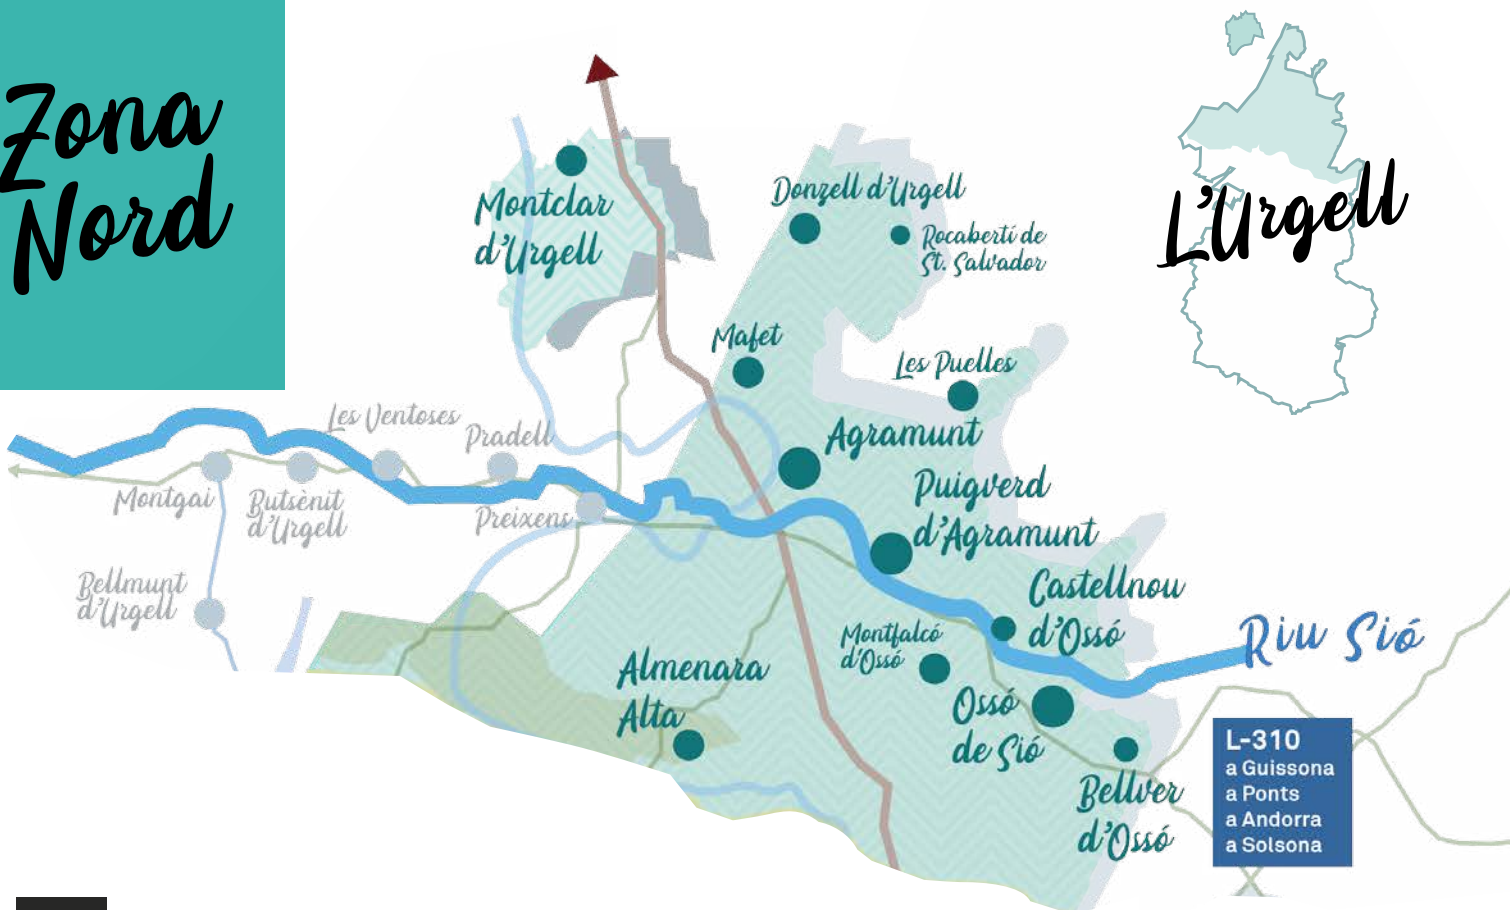 Zona
Nord
L'Urgell
Montclar
d'Urgell
Donzell d'Urgell
Rocabertí de
St. Salvador
Mafet
Les Puelles
Agramunt
Les Ventoses
Pradell
Montgai
Butsènit
d'Urgell
Preixens
Puigverd
d'Agramunt
Bellmunt
d'Urgell
Castellnou
d'Ossó
Montfalcó
d'Ossó
Riu Sió
Almenara
Alta
Ossó
de Sió
Bellver
d'Ossó
L-310
a Guissona
a Ponts
a Andorra
a Solsona